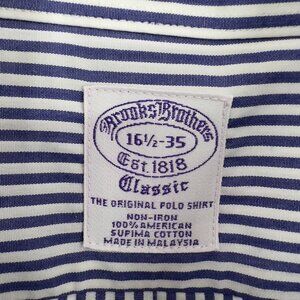 Brooks Brothers
16½-35
Est. 1818
Classic
THE ORIGINAL POLO SHIRT
NON-IRON
100% AMERICAN
SUPIMA COTTON
MADE IN MALAYSIA